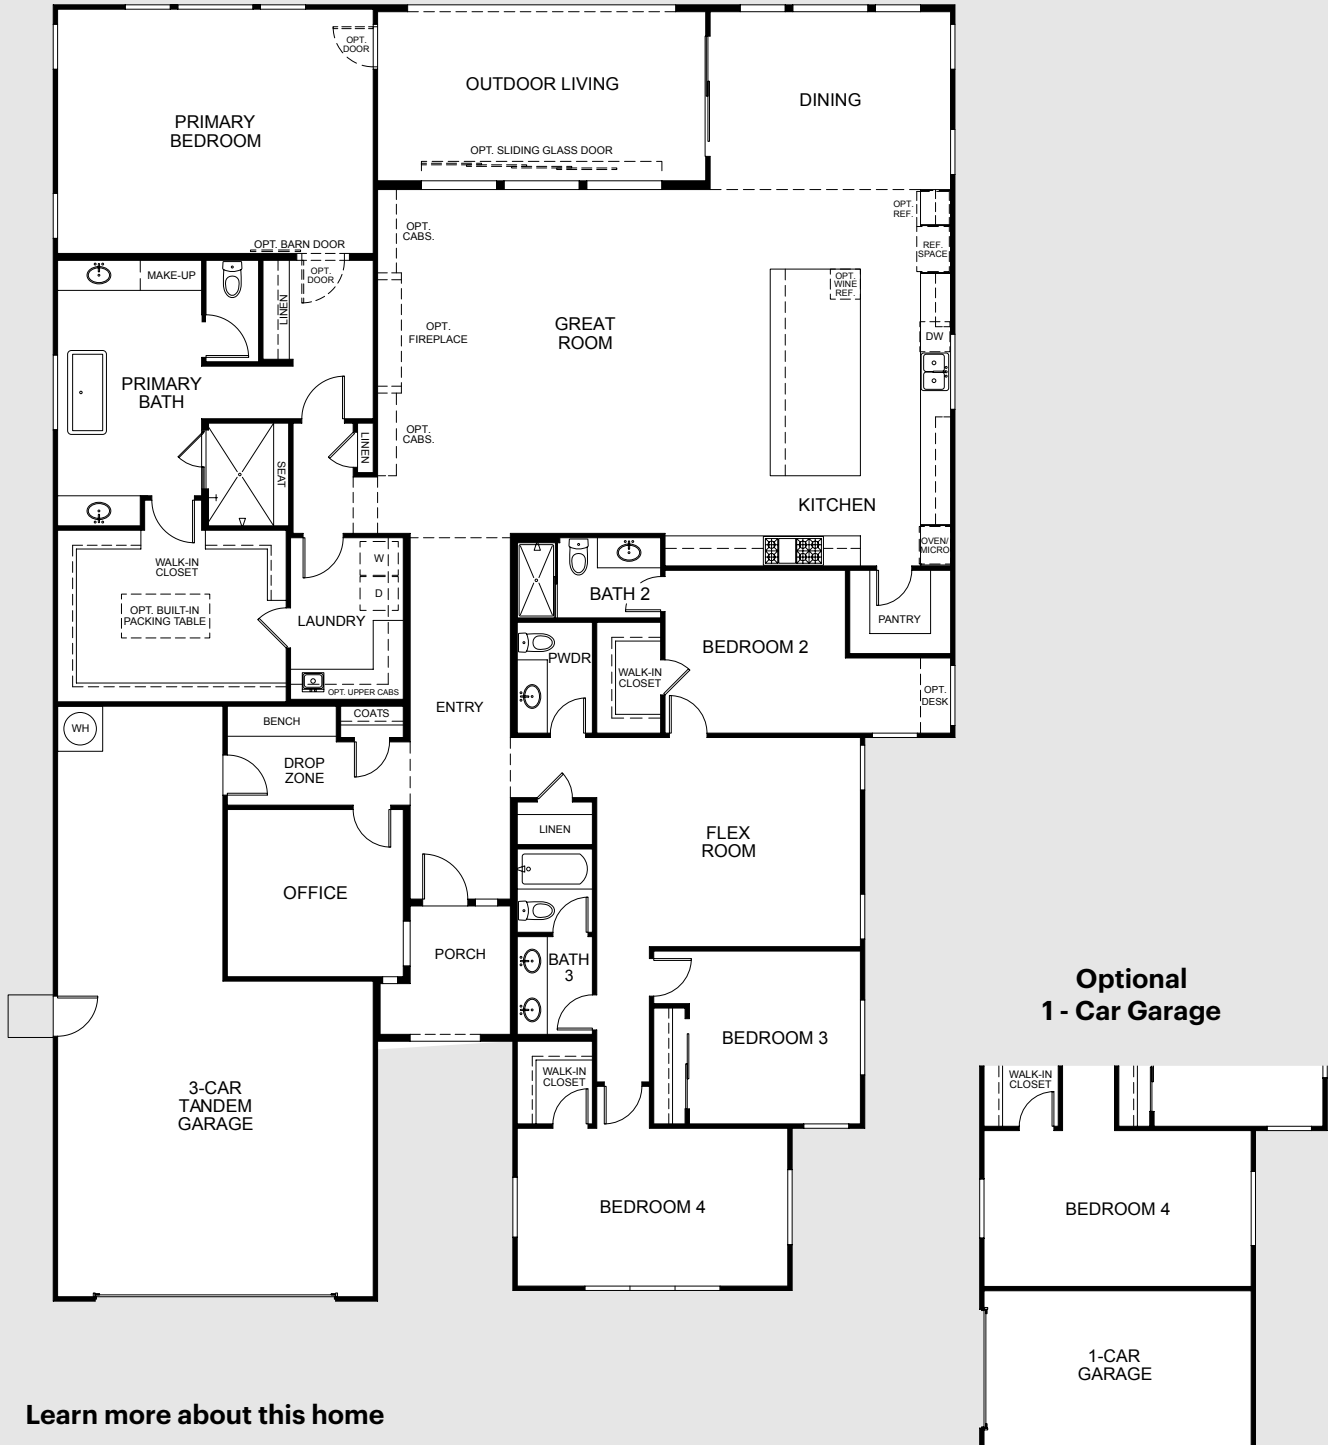 OPT.
DOOR
OUTDOOR LIVING
DINING
PRIMARY
BEDROOM
OPT. SLIDING GLASS DOOR
OPT.
REF.
OPT.
CABS.
OPT. BARN DOOR
REF.
SPACE
MAKE-UP
OPT.
DOOR
LINEN
OPT.
WINE
REF.
OPT.
FIREPLACE
GREAT
ROOM
DW
PRIMARY
BATH
OPT.
CABS.
LINEN
SEAT
KITCHEN
OVEN/
MICRO
WALK-IN
CLOSET
W
D
OPT. BUILT-IN
PACKING TABLE
LAUNDRY
BATH 2
PANTRY
BEDROOM 2
PWDR
WALK-IN
CLOSET
OPT. UPPER CABS
OPT.
DESK
ENTRY
WH
BENCH
COATS
DROP
ZONE
LINEN
FLEX
ROOM
OFFICE
PORCH
BATH
3
BEDROOM 3
Optional
1 - Car Garage
WALK-IN
CLOSET
3-CAR
TANDEM
GARAGE
WALK-IN
CLOSET
BEDROOM 4
BEDROOM 4
1-CAR
GARAGE
Learn more about this home